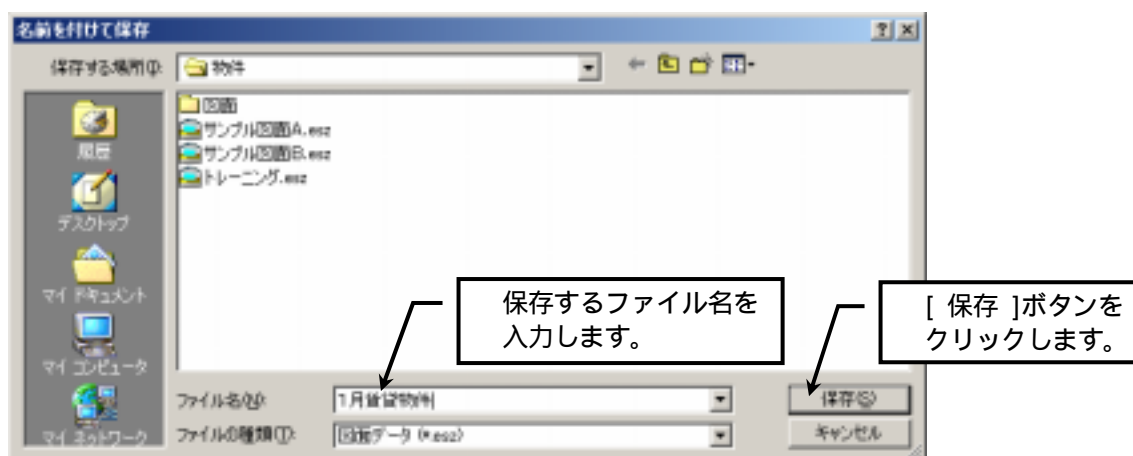 名前を付けて保存
保存する場所(I):
物件
図面
サンプル図面A.esz
サンプル図面B.esz
トレーニング.esz
履歴
デスクトップ
マイ ドキュメント
マイ コンピュータ
マイ ネットワーク
保存するファイル名を
入力します。
[ 保存 ]ボタンを
クリックします。
ファイル名(N):
1月賃貸物件
保存(S)
ファイルの種類(T):
図面データ (*.esz)
キャンセル